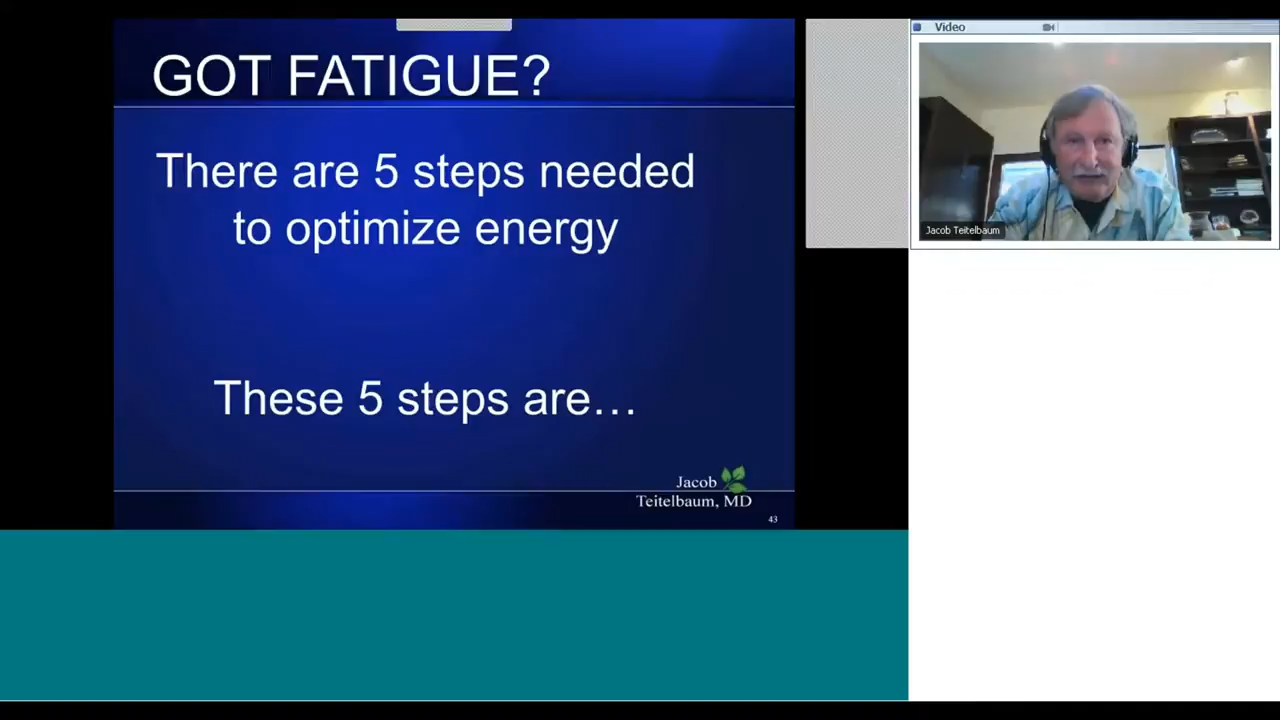 GOT FATIGUE?
There are 5 steps needed
to optimize energy
These 5 steps are…
Jacob
Teitelbaum, MD
43
Video
Jacob Teitelbaum